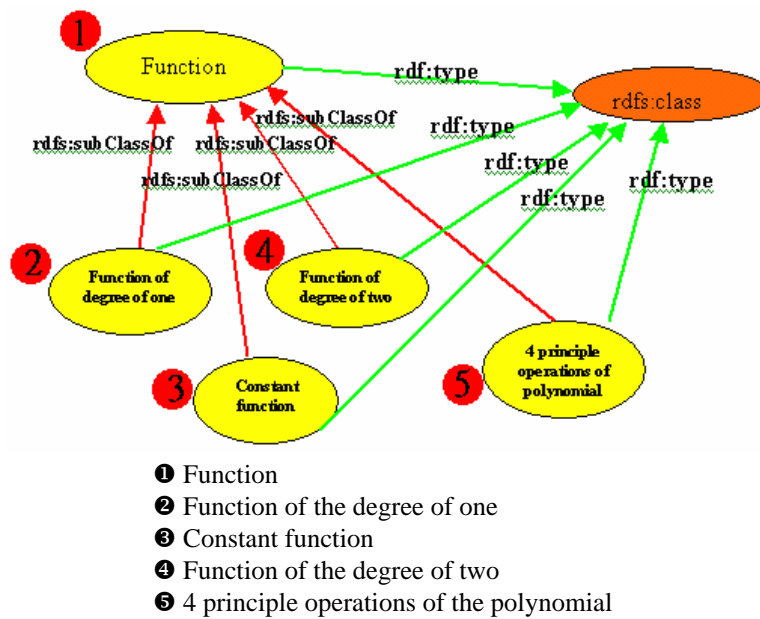 1
Function
rdf:type
rdfs:class
rdfs:subClassOf
rdf:type
rdfs:subClassOf
rdfs:subClassOf
rdf:type
rdfs:subClassOf
rdf:type
rdf:type
2
Function of
degree of one
4
Function of
degree of two
3
Constant
function
5
4 principle
operations of
polynomial
❶ Function
❷ Function of the degree of one
❸ Constant function
❹ Function of the degree of two
❺ 4 principle operations of the polynomial